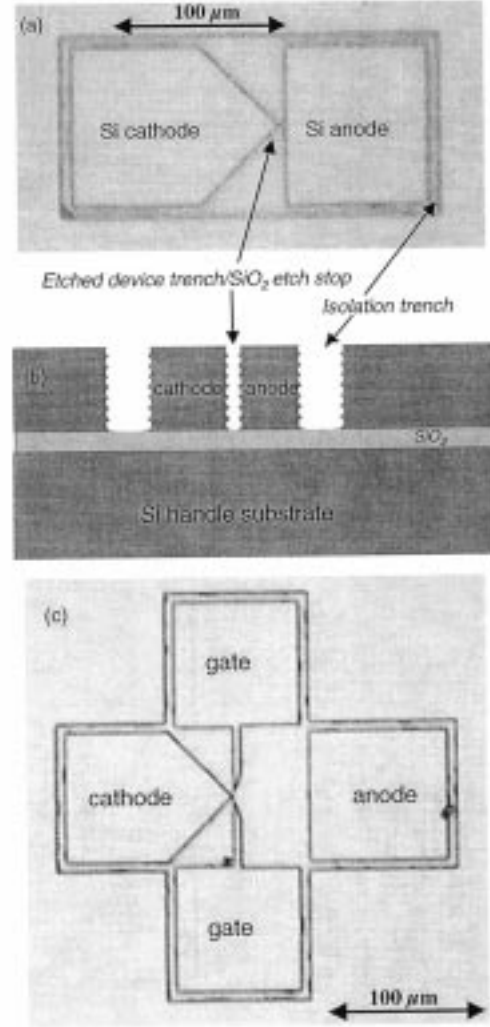 100 μm
(a)
Si cathode
Si anode
Etched device trench/SiO₂ etch stop
Isolation trench
(b)
cathode
anode
SiO₂
Si handle substrate
(c)
gate
cathode
anode
gate
100 μm